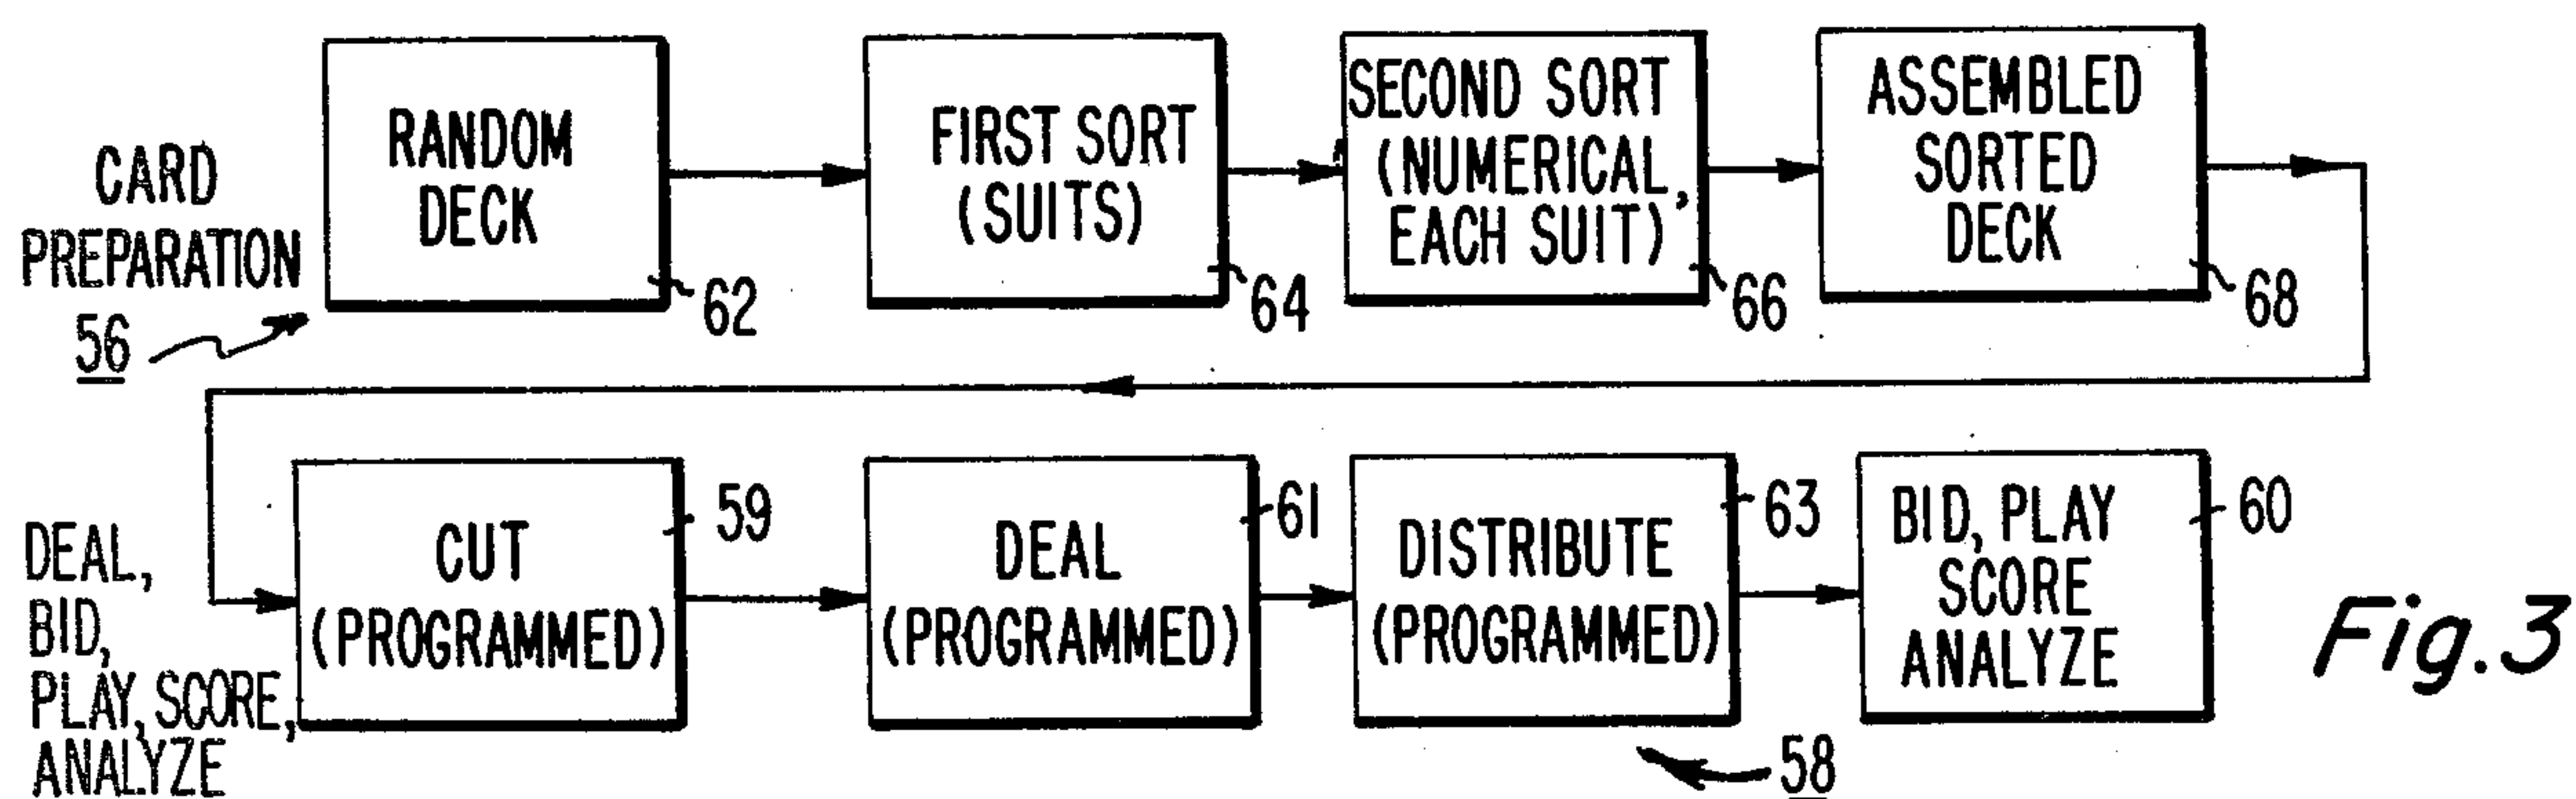 CARD
PREPARATION
56
RANDOM
DECK
62
FIRST SORT
(SUITS)
64
SECOND SORT
(NUMERICAL,
EACH SUIT)
66
ASSEMBLED
SORTED
DECK
68
DEAL,
BID,
PLAY, SCORE,
ANALYZE
CUT
(PROGRAMMED)
59
DEAL
(PROGRAMMED)
61
DISTRIBUTE
(PROGRAMMED)
63
BID, PLAY
SCORE
ANALYZE
60
58
Fig.3